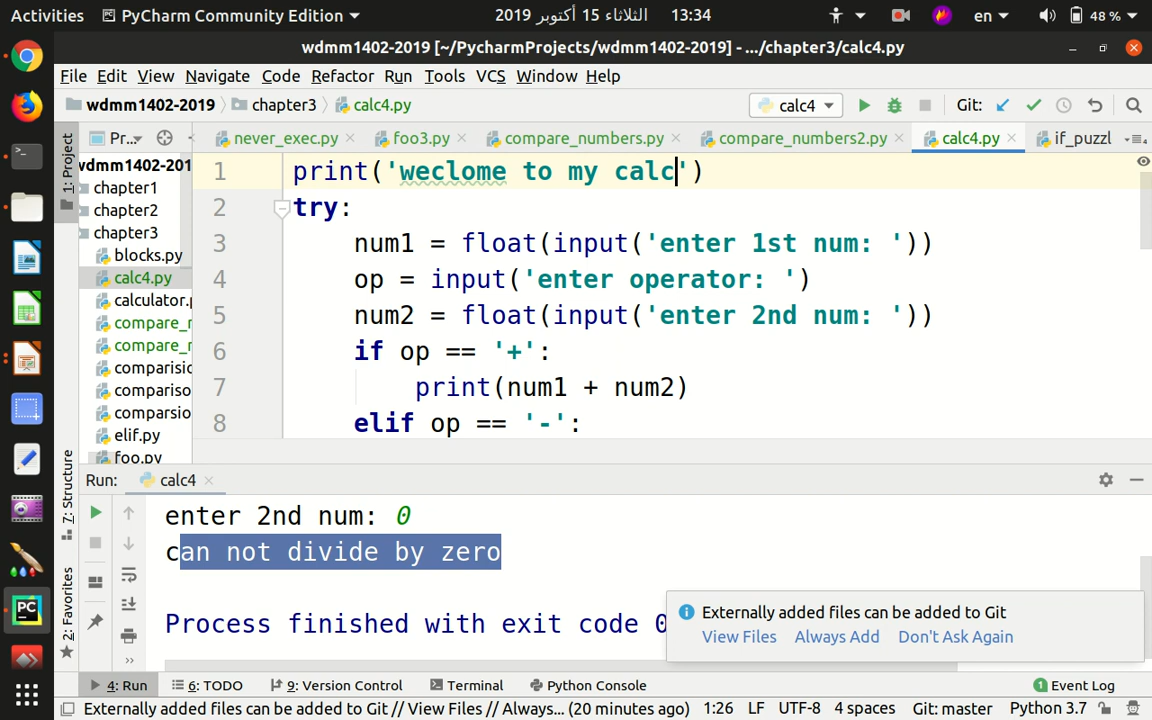 Activities PyCharm Community Edition 2019 الثلاثاء 15 أكتوبر 13:34 en 48 %
wdmm1402-2019 [~/PycharmProjects/wdmm1402-2019] - .../chapter3/calc4.py
File Edit View Navigate Code Refactor Run Tools VCS Window Help
wdmm1402-2019 chapter3 calc4.py calc4 Git:
1: Project
Pr... never_exec.py foo3.py compare_numbers.py compare_numbers2.py calc4.py if_puzzl
wdmm1402-201
chapter1
chapter2
chapter3
blocks.py
calc4.py
calculator.p
compare_n
compare_n
comparisio
compariso
comparsio
elif.py
foo.py
1 print('weclome to my calc')
2 try:
3 num1 = float(input('enter 1st num: '))
4 op = input('enter operator: ')
5 num2 = float(input('enter 2nd num: '))
6 if op == '+':
7 print(num1 + num2)
8 elif op == '-':
7: Structure
2: Favorites
Run: calc4
enter 2nd num: 0
can not divide by zero
Process finished with exit code 0
Externally added files can be added to Git
View Files Always Add Don't Ask Again
4: Run 6: TODO 9: Version Control Terminal Python Console 1 Event Log
Externally added files can be added to Git // View Files // Always... (20 minutes ago) 1:26 LF UTF-8 4 spaces Git: master Python 3.7